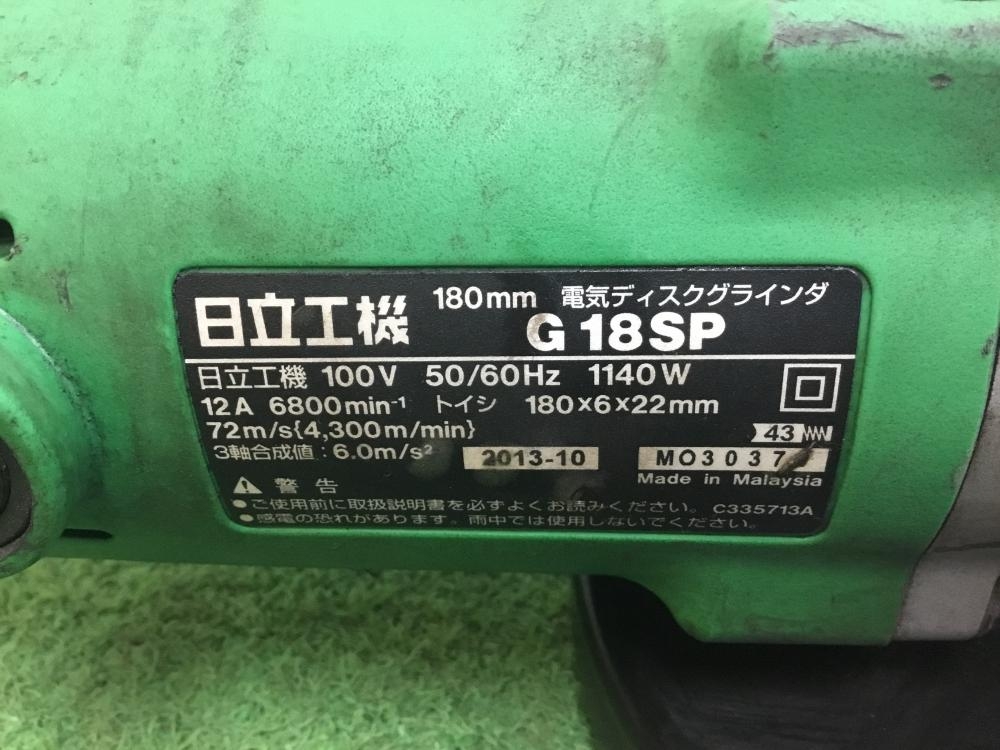 180mm 電気ディスクグラインダ
日立工機 G18SP
日立工機 100V 50/60Hz 1140W
12A 6800min⁻¹ トイシ 180×6×22mm
72m/s{4,300m/min}
43
3軸合成値：6.0m/s² 2013-10
Made in Malaysia
⚠ 警告
●ご使用前に取扱説明書を必ずよくお読みください。 C335713A
●感電の恐れがあります。雨中では使用しないでください。